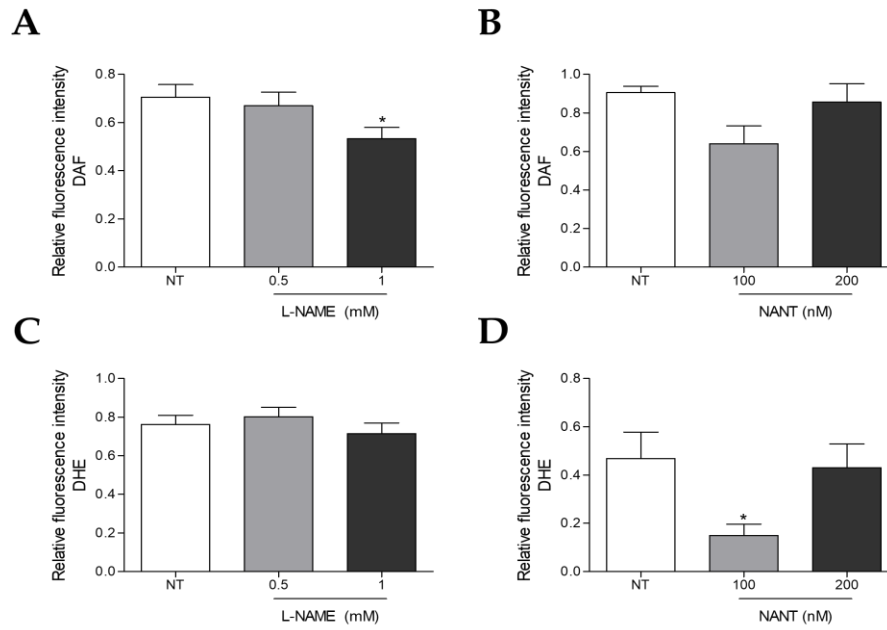 A
Relative fluorescence intensity
DAF
0.8
0.6
0.4
0.2
0.0
*
NT
0.5
1
L-NAME (mM)
B
Relative fluorescence intensity
DAF
1.0
0.8
0.6
0.4
0.2
0.0
NT
100
200
NANT (nM)
C
Relative fluorescence intensity
DHE
1.0
0.8
0.6
0.4
0.2
0.0
NT
0.5
1
L-NAME (mM)
D
Relative fluorescence intensity
DHE
0.8
0.6
0.4
0.2
0.0
*
NT
100
200
NANT (nM)